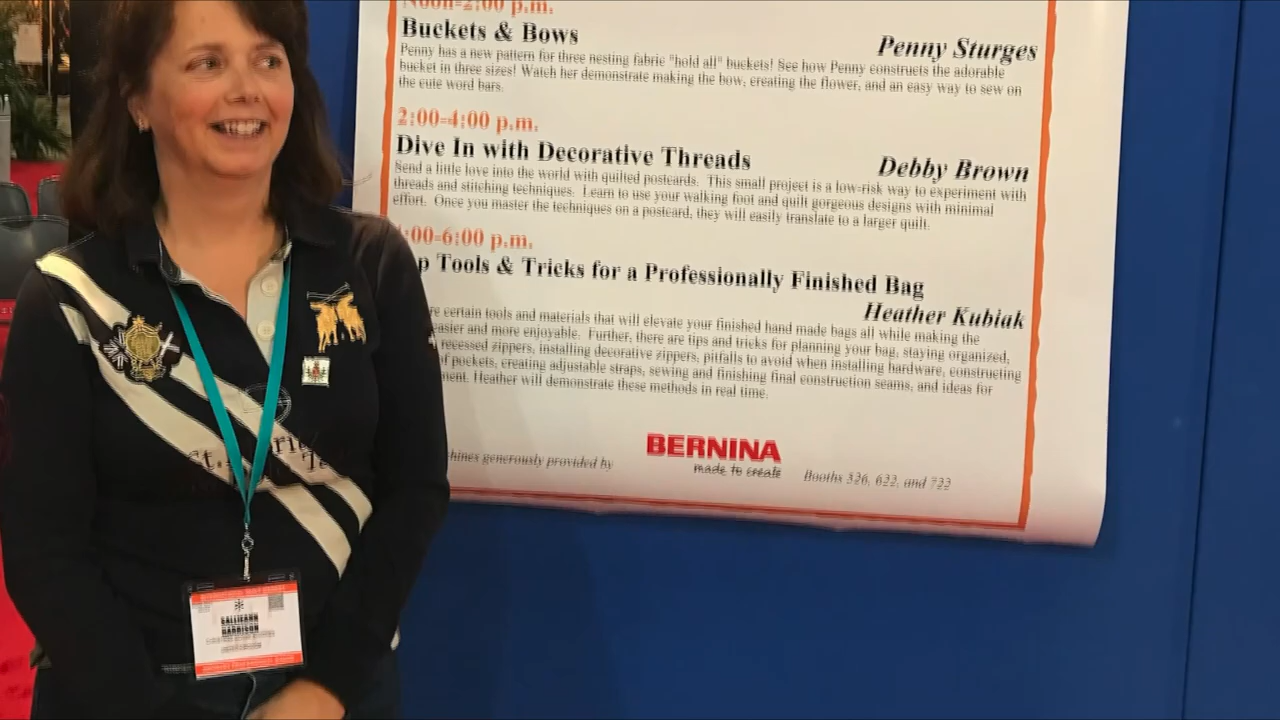 Noon-2:00 p.m.
Buckets & Bows
Penny Sturges
Penny has a new pattern for three nesting fabric "hold all" buckets! See how Penny constructs the adorable
bucket in three sizes! Watch her demonstrate making the bow, creating the flower, and an easy way to sew on
the cute word bars.
2:00-4:00 p.m.
Dive In with Decorative Threads
Debby Brown
Send a little love into the world with quilted postcards. This small project is a low-risk way to experiment with
threads and stitching techniques. Learn to use your walking foot and quilt gorgeous designs with minimal
effort. Once you master the techniques on a postcard, they will easily translate to a larger quilt.
:00-6:00 p.m.
p Tools & Tricks for a Professionally Finished Bag
Heather Kubiak
re certain tools and materials that will elevate your finished hand made bags all while making the
easier and more enjoyable. Further, there are tips and tricks for planning your bag, staying organized,
recessed zippers, installing decorative zippers, pitfalls to avoid when installing hardware, constructing
of pockets, creating adjustable straps, sewing and finishing final construction seams, and ideas for
nent. Heather will demonstrate these methods in real time.
hines generously provided by
BERNINA
made to create
Booths 326, 622, and 722
St.